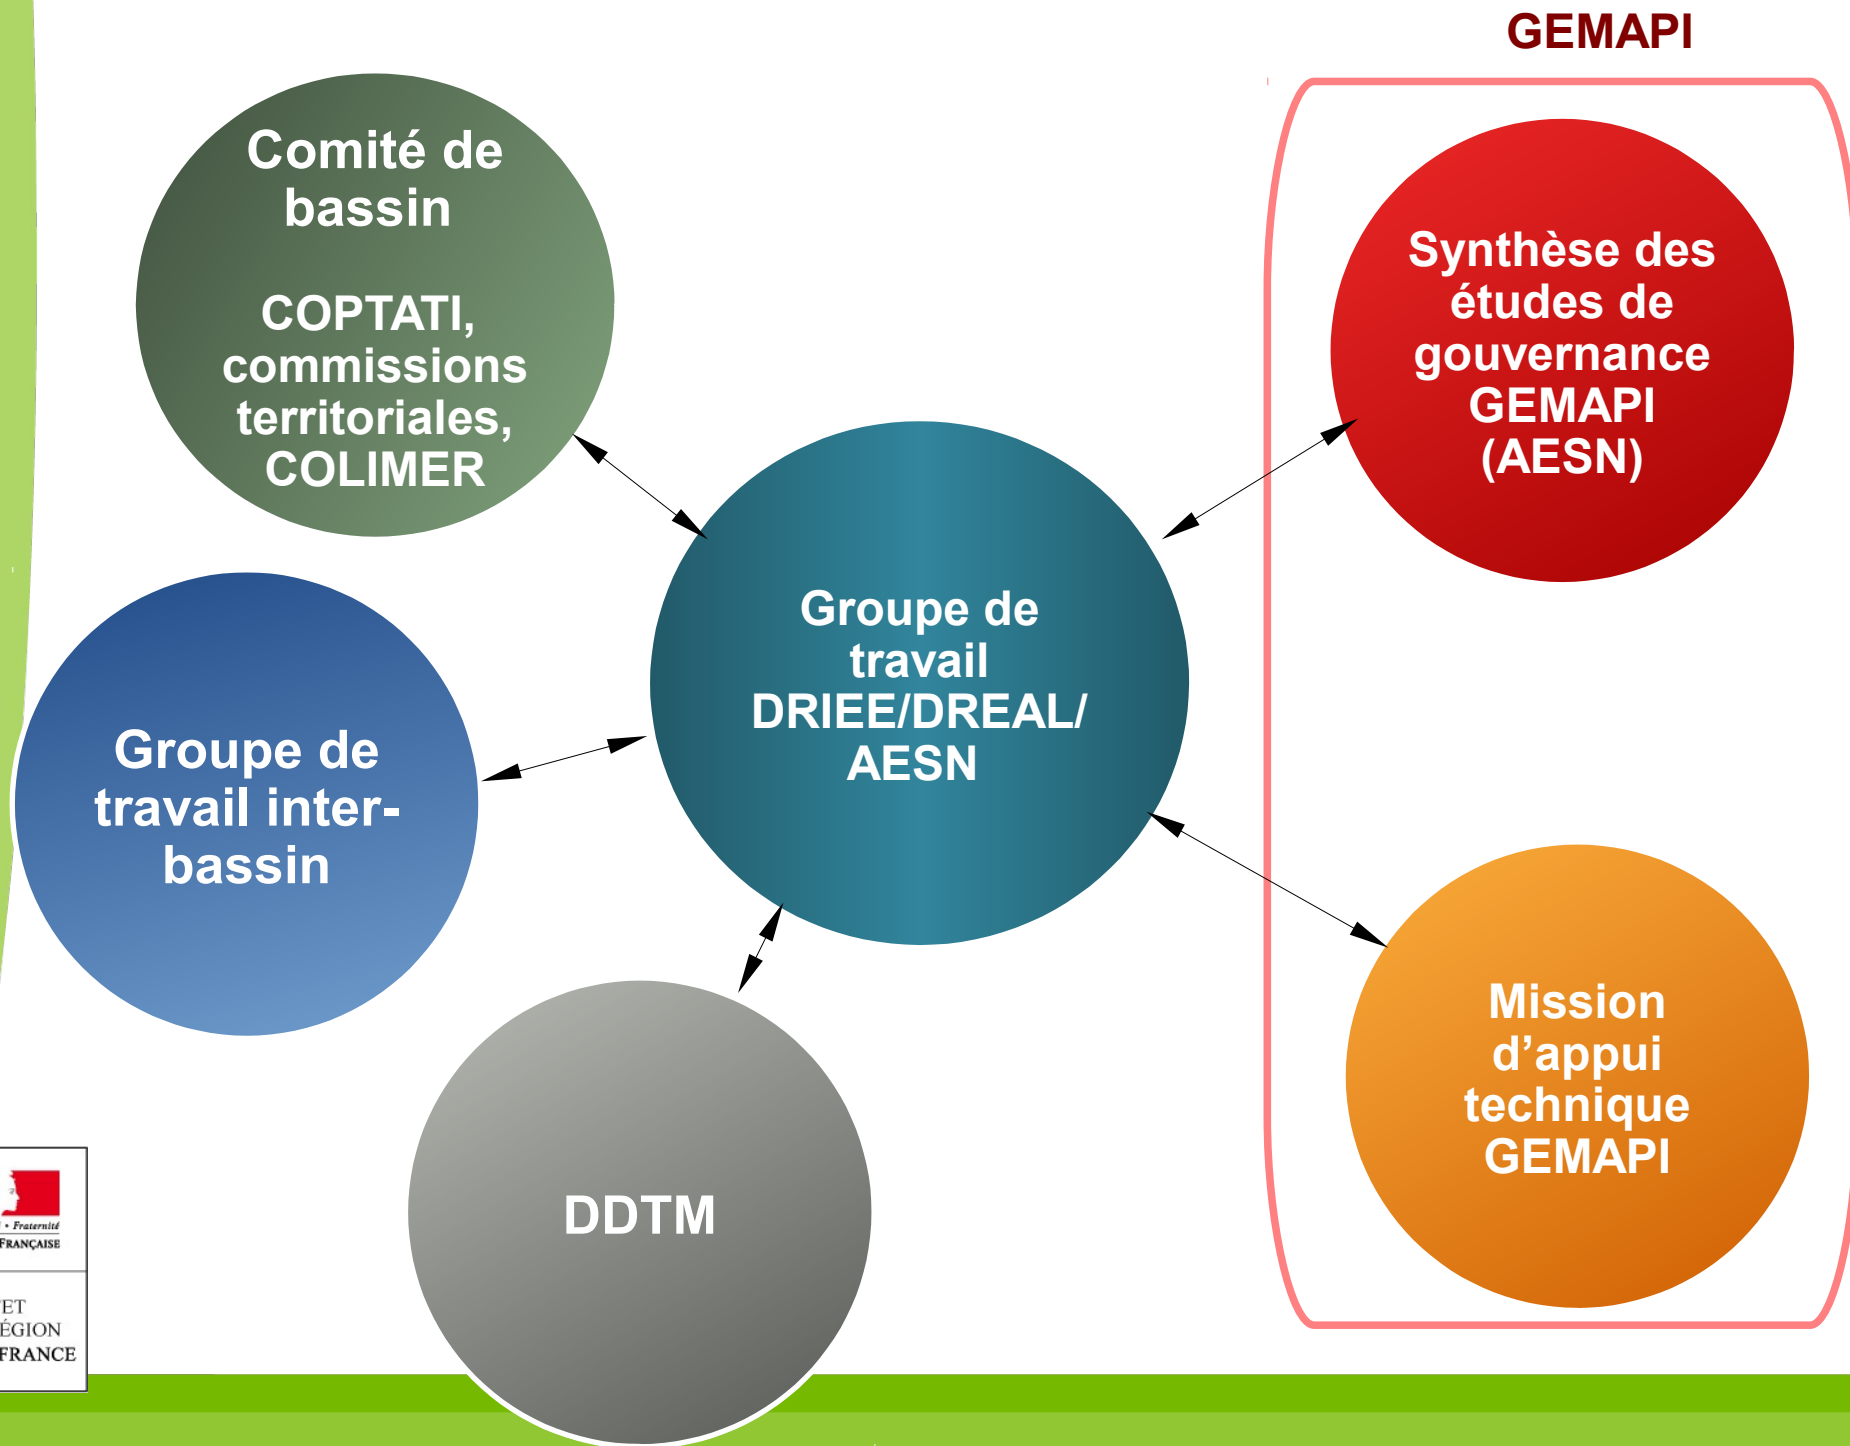 GEMAPI
Comité de
bassin
COPTATI,
commissions
territoriales,
COLIMER
Synthèse des
études de
gouvernance
GEMAPI
(AESN)
Groupe de
travail
DRIEE/DREAL/
AESN
Groupe de
travail inter-
bassin
Mission
d’appui
technique
GEMAPI
DDTM
• Fraternité
FRANÇAISE
ET
ÉGION
FRANCE